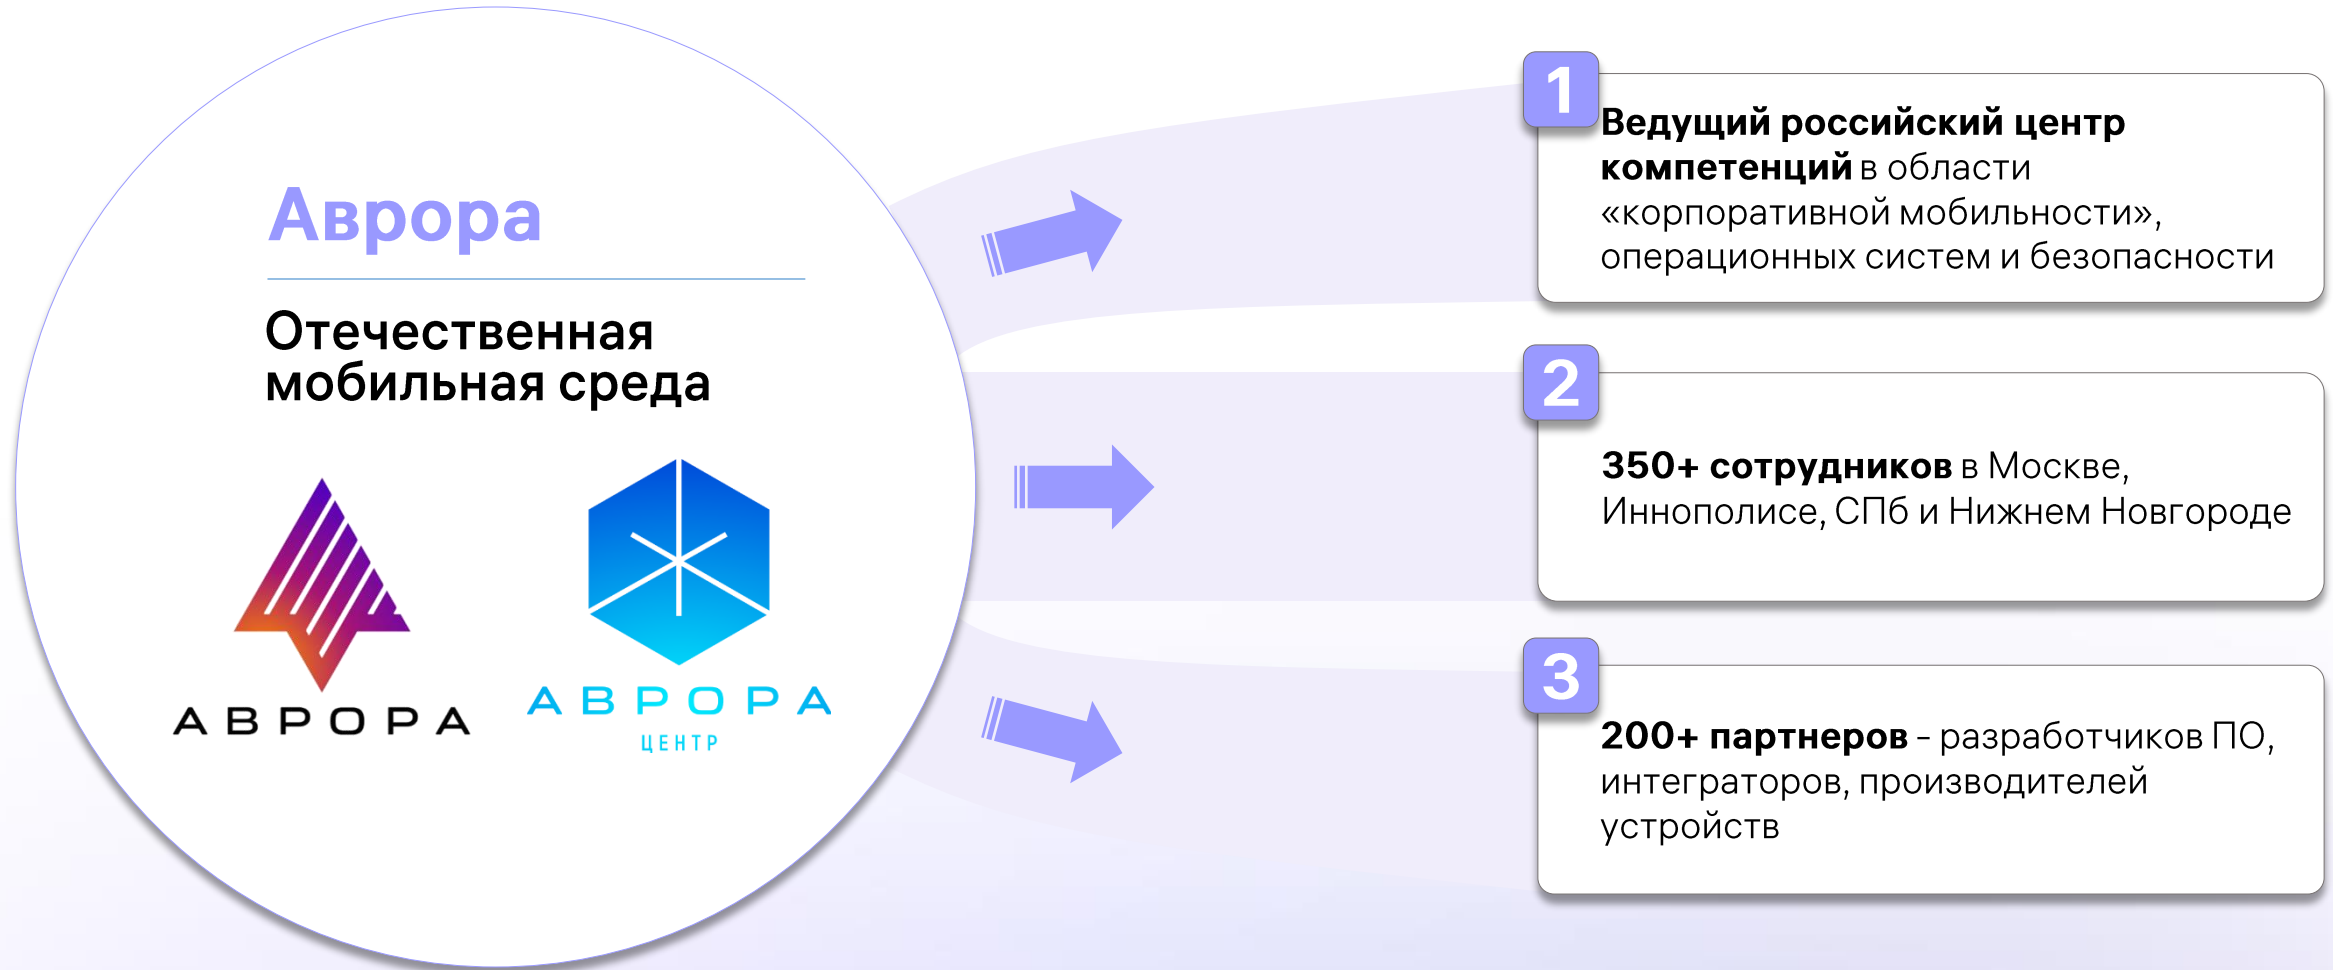 Аврора
Отечественная
мобильная среда
АВРОРА
АВРОРА
ЦЕНТР
1
Ведущий российский центр
компетенций в области
«корпоративной мобильности»,
операционных систем и безопасности
2
350+ сотрудников в Москве,
Иннополисе, СПб и Нижнем Новгороде
3
200+ партнеров - разработчиков ПО,
интеграторов, производителей
устройств